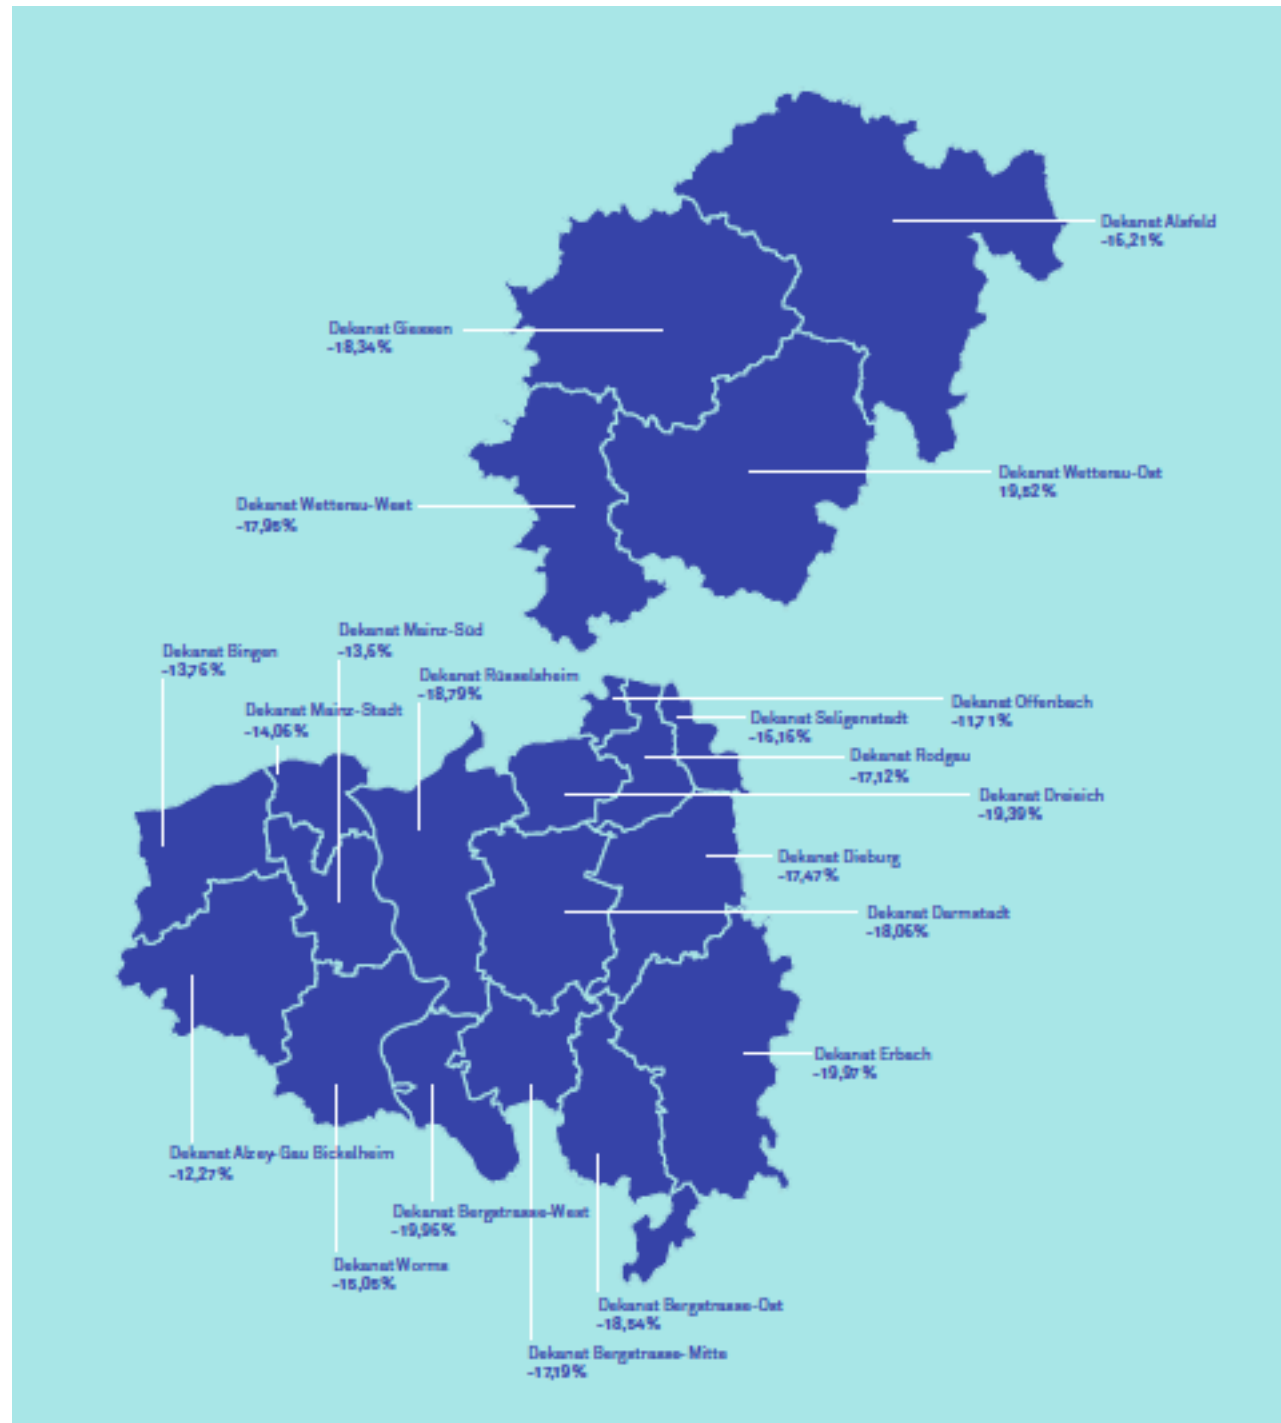 Dekanat Alsfeld
-16,21%
Dekanat Giessen
-18,34%
Dekanat Wetterau-Ost
19,52%
Dekanat Wetterau-West
-17,95%
Dekanat Mainz-Süd
-13,6%
Dekanat Bingen
-13,76%
Dekanat Rüsselsheim
-18,79%
Dekanat Mainz-Stadt
-14,06%
Dekanat Offenbach
-11,71%
Dekanat Seligenstadt
-16,16%
Dekanat Rodgau
-17,12%
Dekanat Dreieich
-19,39%
Dekanat Dieburg
-17,47%
Dekanat Darmstadt
-18,06%
Dekanat Erbach
-19,97%
Dekanat Alzey-Gau Bickelheim
-12,27%
Dekanat Bergstrasse-West
-19,96%
Dekanat Worms
-15,05%
Dekanat Bergstrasse-Ost
-18,54%
Dekanat Bergstrasse-Mitte
-17,19%